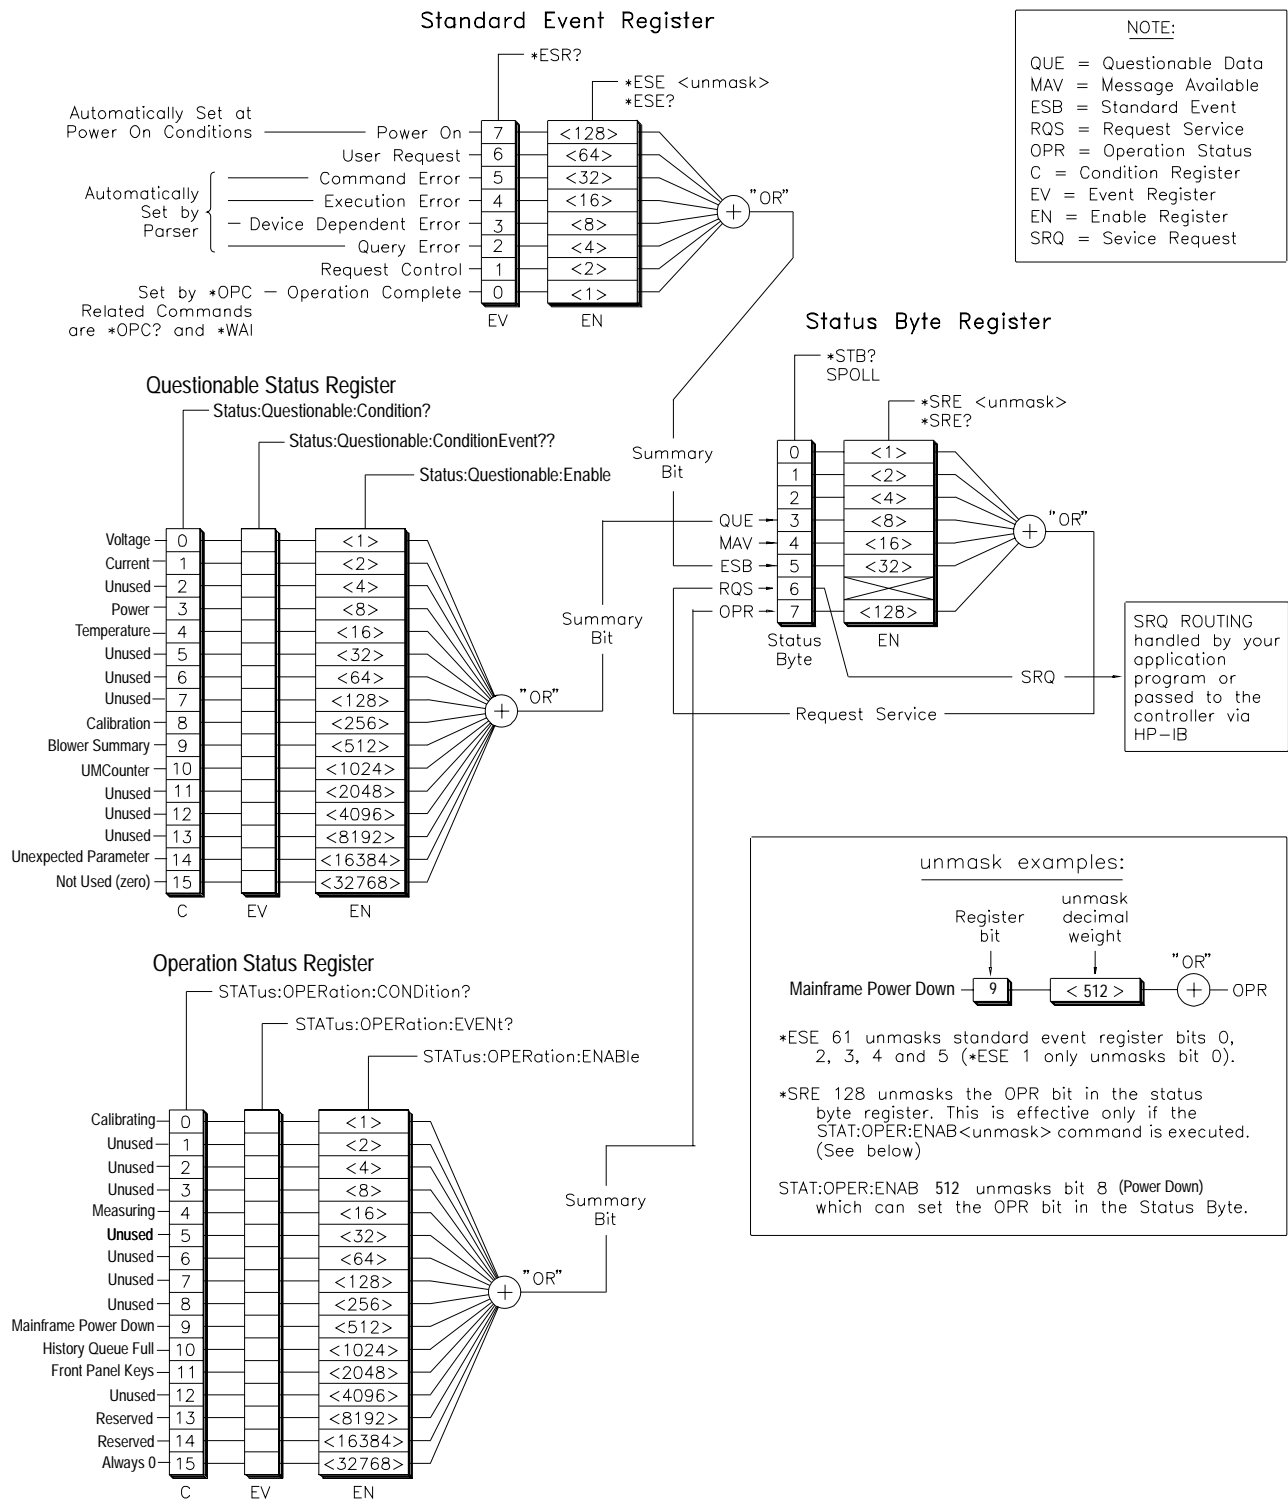 Standard Event Register
*ESR?
*ESE <unmask>
*ESE?
Automatically Set at
Power On Conditions
Power On 7 <128>
User Request 6 <64>
Command Error 5 <32>
Execution Error 4 <16>
Device Dependent Error 3 <8>
Query Error 2 <4>
Request Control 1 <2>
Operation Complete 0 <1>
Automatically
Set by
Parser
Set by *OPC
Related Commands
are *OPC? and *WAI
EV EN
"OR"
NOTE:
QUE = Questionable Data
MAV = Message Available
ESB = Standard Event
RQS = Request Service
OPR = Operation Status
C = Condition Register
EV = Event Register
EN = Enable Register
SRQ = Sevice Request
Status Byte Register
*STB?
SPOLL
*SRE <unmask>
*SRE?
Summary
Bit
0 <1>
1 <2>
2 <4>
QUE 3 <8>
MAV 4 <16>
ESB 5 <32>
RQS 6
OPR 7 <128>
Status
Byte
EN
"OR"
SRQ
Request Service
SRQ ROUTING
handled by your
application
program or
passed to the
controller via
HP-IB
Questionable Status Register
Status:Questionable:Condition?
Status:Questionable:ConditionEvent??
Status:Questionable:Enable
Voltage 0 <1>
Current 1 <2>
Unused 2 <4>
Power 3 <8>
Temperature 4 <16>
Unused 5 <32>
Unused 6 <64>
Unused 7 <128>
Calibration 8 <256>
Blower Summary 9 <512>
UMCounter 10 <1024>
Unused 11 <2048>
Unused 12 <4096>
Unused 13 <8192>
Unexpected Parameter 14 <16384>
Not Used (zero) 15 <32768>
C EV EN
"OR"
Summary
Bit
Operation Status Register
STATus:OPERation:CONDition?
STATus:OPERation:EVENt?
STATus:OPERation:ENABle
Calibrating 0 <1>
Unused 1 <2>
Unused 2 <4>
Unused 3 <8>
Measuring 4 <16>
Unused 5 <32>
Unused 6 <64>
Unused 7 <128>
Unused 8 <256>
Mainframe Power Down 9 <512>
History Queue Full 10 <1024>
Front Panel Keys 11 <2048>
Unused 12 <4096>
Reserved 13 <8192>
Reserved 14 <16384>
Always 0 15 <32768>
C EV EN
"OR"
Summary
Bit
unmask examples:
Register
bit
unmask
decimal
weight
Mainframe Power Down 9 < 512 > "OR" OPR
*ESE 61 unmasks standard event register bits 0,
2, 3, 4 and 5 (*ESE 1 only unmasks bit 0).
*SRE 128 unmasks the OPR bit in the status
byte register. This is effective only if the
STAT:OPER:ENAB<unmask> command is executed.
(See below)
STAT:OPER:ENAB 512 unmasks bit 8 (Power Down)
which can set the OPR bit in the Status Byte.